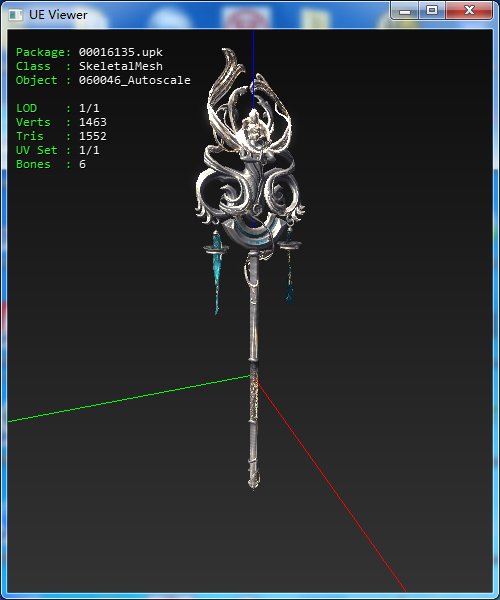 UE Viewer
Package: 00016135.upk
Class  : SkeletalMesh
Object : 060046_Autoscale
LOD    : 1/1
Verts  : 1463
Tris   : 1552
UV Set : 1/1
Bones  : 6